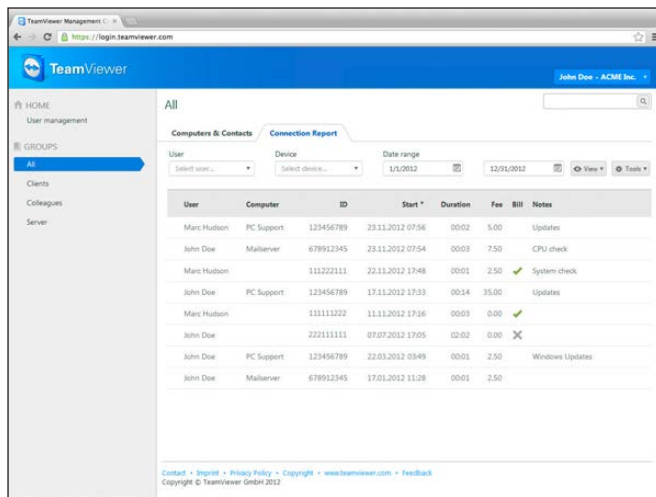 TeamViewer Management C
https://login.teamviewer.com
TeamViewer
John Doe - ACME Inc.
HOME
User management
GROUPS
All
Clients
Colleagues
Server
All
Computers & Contacts Connection Report
User Device Date range
Select user... Select device... 1/1/2012 12/31/2012 View Tools
User Computer ID Start Duration Fee Bill Notes
Marc Hudson PC Support 123456789 23.11.2012 07:56 00:02 5.00 Updates
John Doe Mailserver 678912345 23.11.2012 07:54 00:03 7.50 CPU check
Marc Hudson 111222111 22.11.2012 17:48 00:01 2.50 System check
John Doe PC Support 123456789 17.11.2012 17:33 00:14 35.00 Updates
Marc Hudson 111111222 11.11.2012 17:16 00:03 0.00
John Doe 222111111 07.07.2012 17:05 02:02 0.00
John Doe PC Support 123456789 22.03.2012 03:49 00:01 2.50 Windows Updates
John Doe Mailserver 678912345 17.01.2012 11:28 00:01 2.50
Contact • Imprint • Privacy Policy • Copyright • www.teamviewer.com • Feedback
Copyright © TeamViewer GmbH 2012